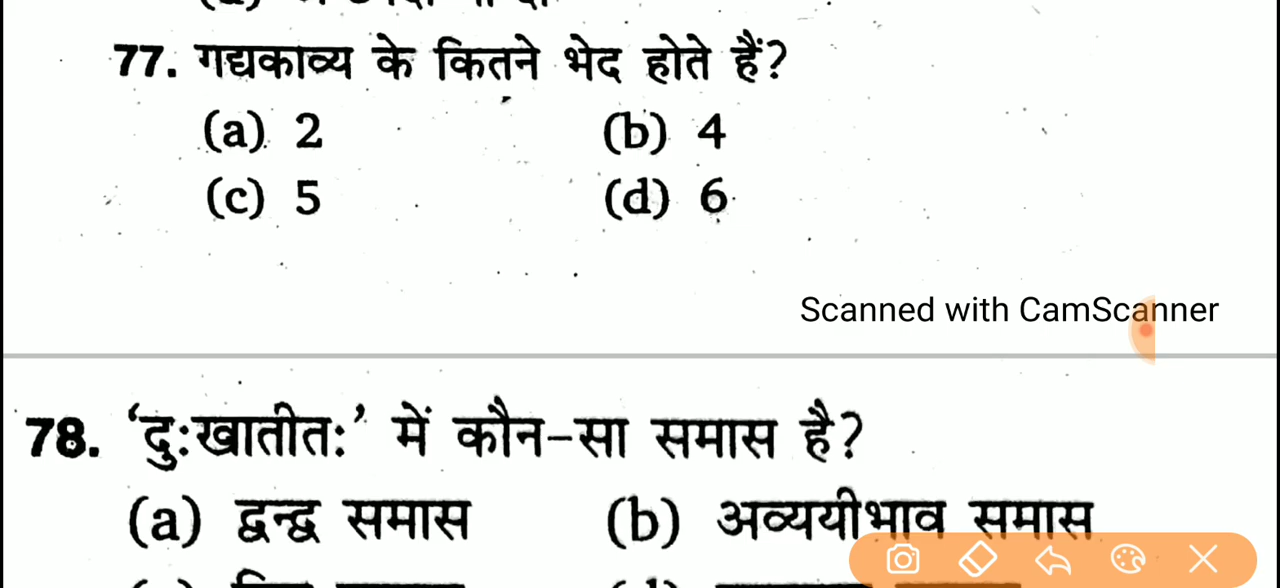 77. गद्यकाव्य के कितने भेद होते हैं?
(a) 2 (b) 4
(c) 5 (d) 6
Scanned with CamScanner
78. ‘दुःखातीतः’ में कौन-सा समास है?
(a) द्वन्द्व समास (b) अव्ययीभाव समास